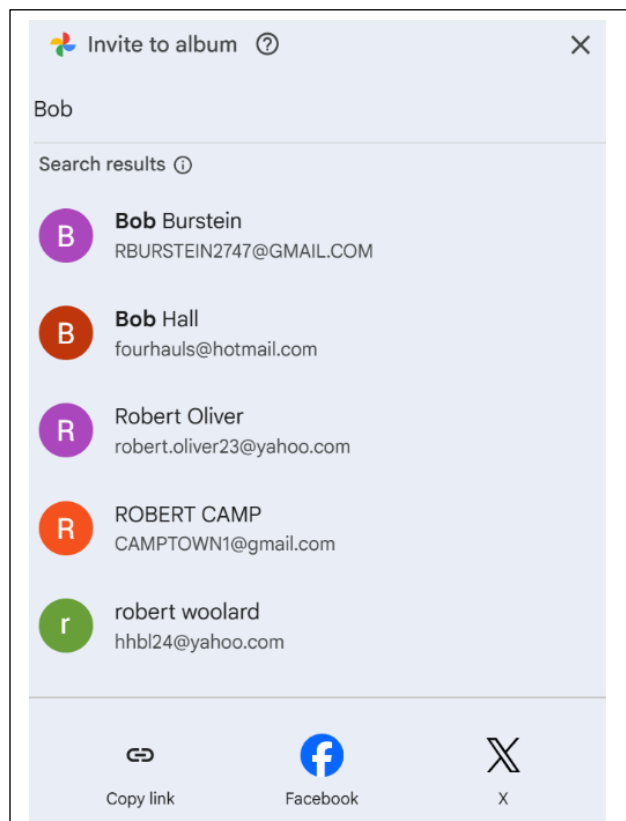 Invite to album
Bob
Search results
B
Bob Burstein
RBURSTEIN2747@GMAIL.COM
B
Bob Hall
fourhauls@hotmail.com
R
Robert Oliver
robert.oliver23@yahoo.com
R
ROBERT CAMP
CAMPTOWN1@gmail.com
r
robert woolard
hhbl24@yahoo.com
Copy link
Facebook
X